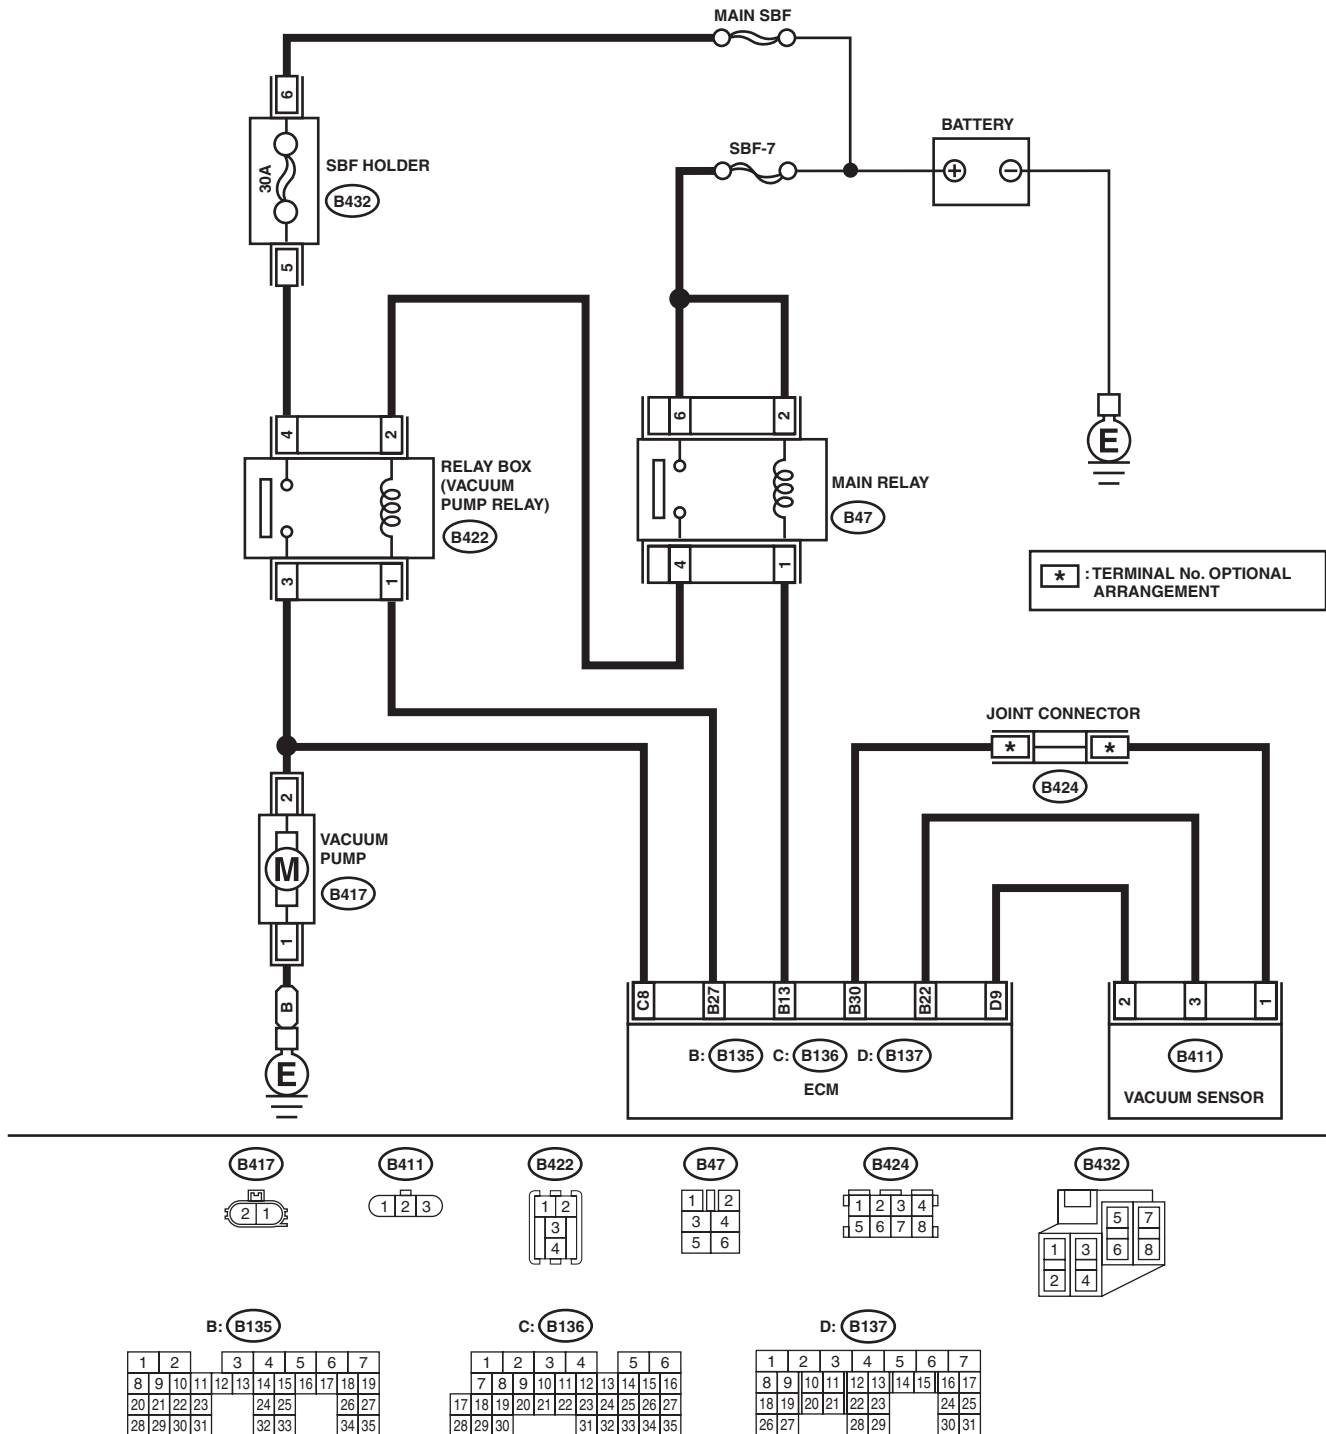 MAIN SBF
6
BATTERY
SBF-7
30A
SBF HOLDER
B432
+ −
5
4 2
6 2
E
RELAY BOX
(VACUUM
PUMP RELAY)
B422
MAIN RELAY
B47
3 1
4 1
* : TERMINAL No. OPTIONAL
ARRANGEMENT
JOINT CONNECTOR
* *
B424
2
VACUUM
PUMP
M
B417
1
B
E
C8 B27 B13 B30 B22 D9
2 3 1
B: B135 C: B136 D: B137
ECM
B411
VACUUM SENSOR
B417 B411 B422 B47 B424 B432
2 1
1 2 3
1 2
3
4
1 2
3 4
5 6
1 2 3 4
5 6 7 8
5 7
6 8
1 3
2 4
B: B135
1 2 3 4 5 6 7
8 9 10 11 12 13 14 15 16 17 18 19
20 21 22 23 24 25 26 27
28 29 30 31 32 33 34 35
C: B136
1 2 3 4 5 6
7 8 9 10 11 12 13 14 15 16
17 18 19 20 21 22 23 24 25 26 27
28 29 30 31 32 33 34 35
D: B137
1 2 3 4 5 6 7
8 9 10 11 12 13 14 15 16 17
18 19 20 21 22 23 24 25
26 27 28 29 30 31